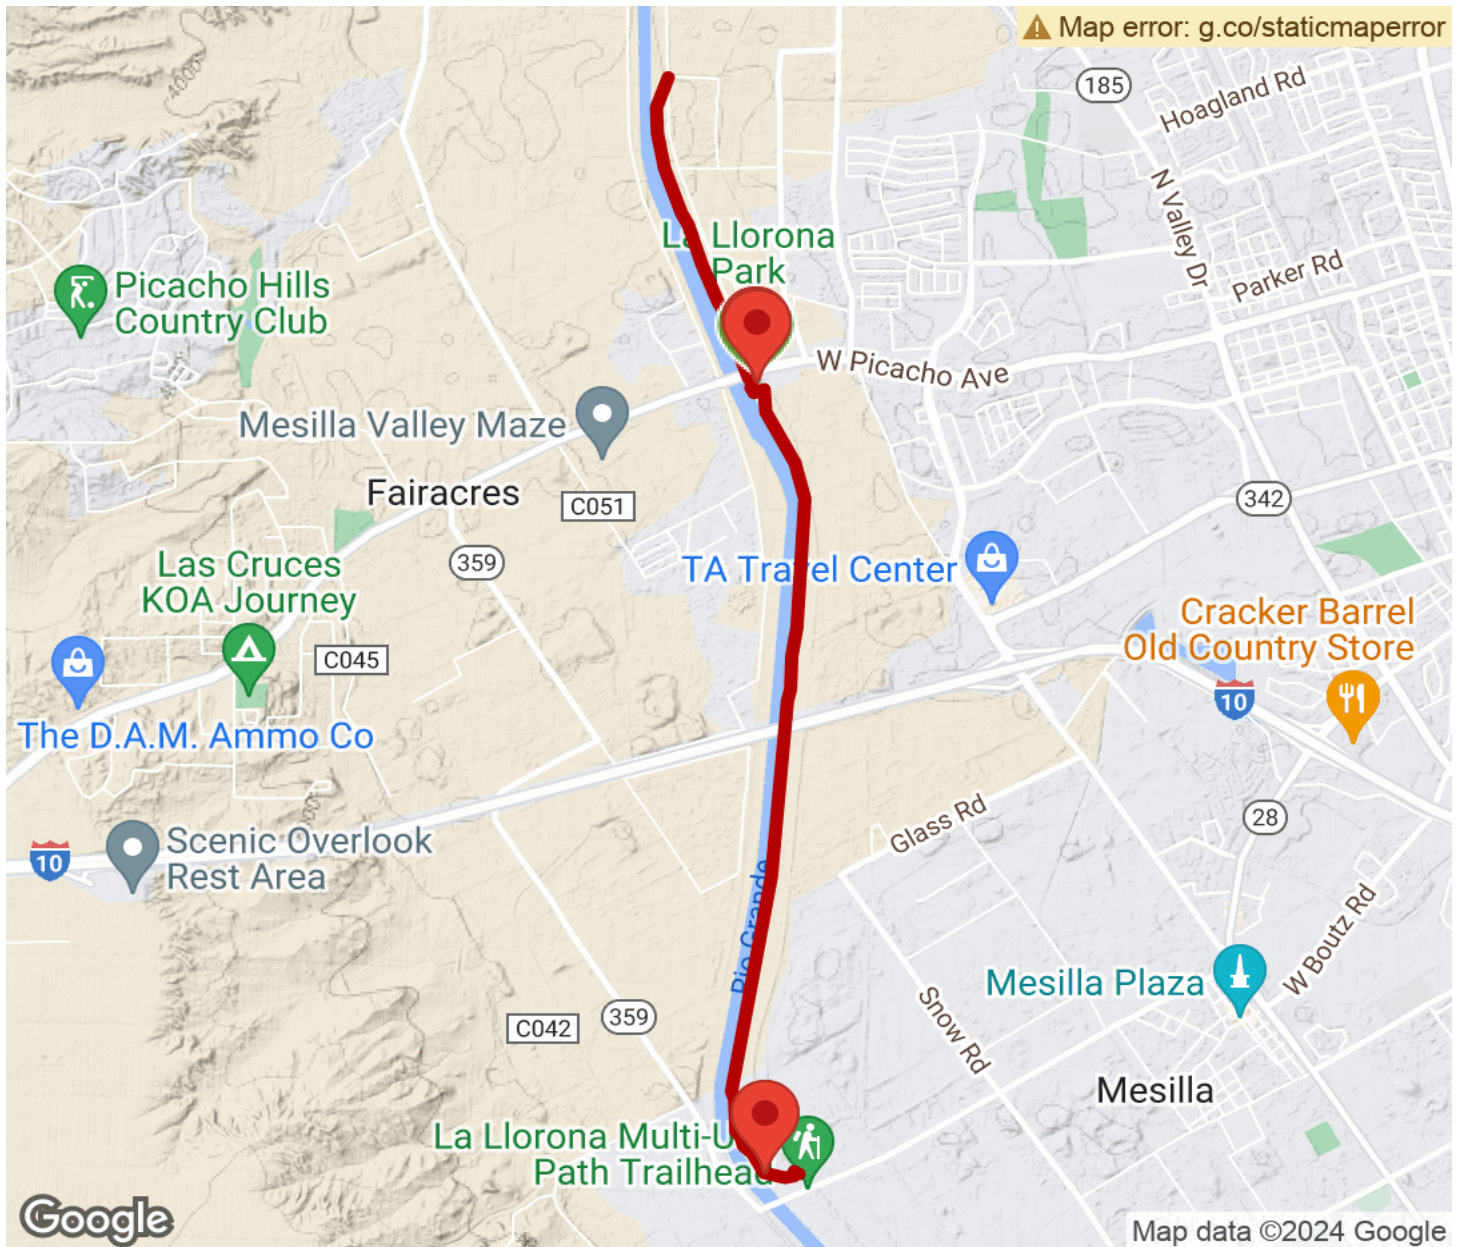 Map error: g.co/staticmaperror
4000
185
Hoagland Rd
N Valley Dr
La Llorona
Park
Parker Rd
Picacho Hills
Country Club
W Picacho Ave
Mesilla Valley Maze
Fairacres
C051
342
359
TA Travel Center
Las Cruces
KOA Journey
Cracker Barrel
Old Country Store
C045
10
The D.A.M. Ammo Co
Glass Rd
28
Scenic Overlook
Rest Area
10
Rio Grande
W Boutz Rd
Mesilla Plaza
Snow Rd
C042
359
Mesilla
La Llorona Multi-U
Path Trailhead
Google
Map data ©2024 Google